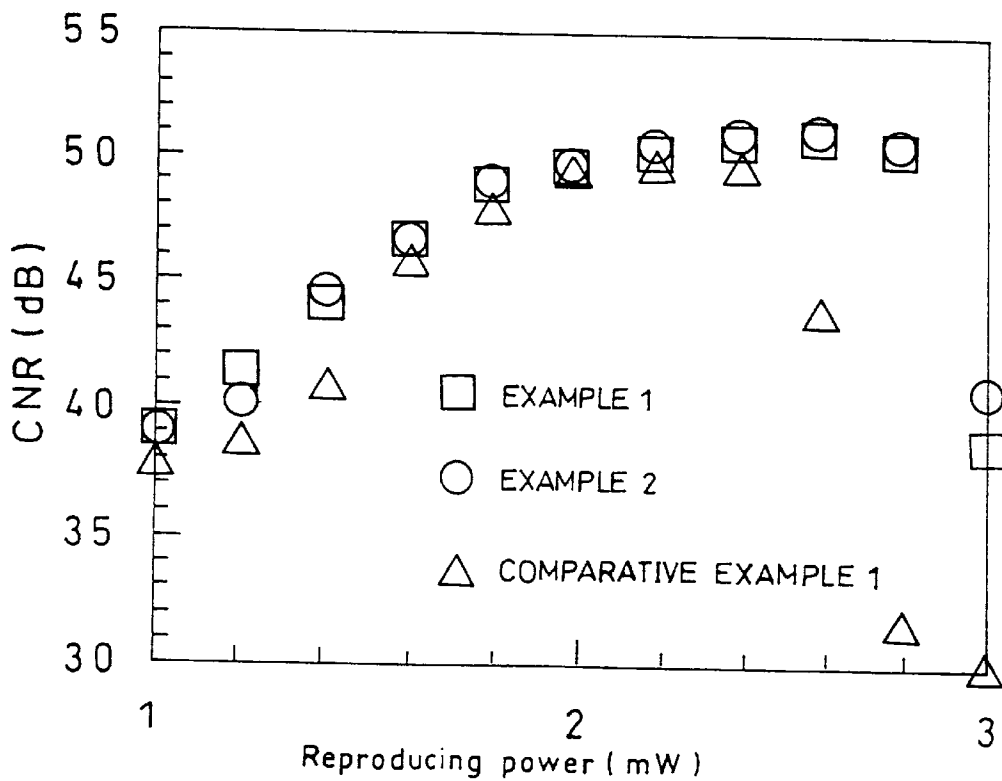 55
50
45
40
35
30
CNR (dB)
EXAMPLE 1
EXAMPLE 2
COMPARATIVE EXAMPLE 1
1 2 3
Reproducing power (mW)